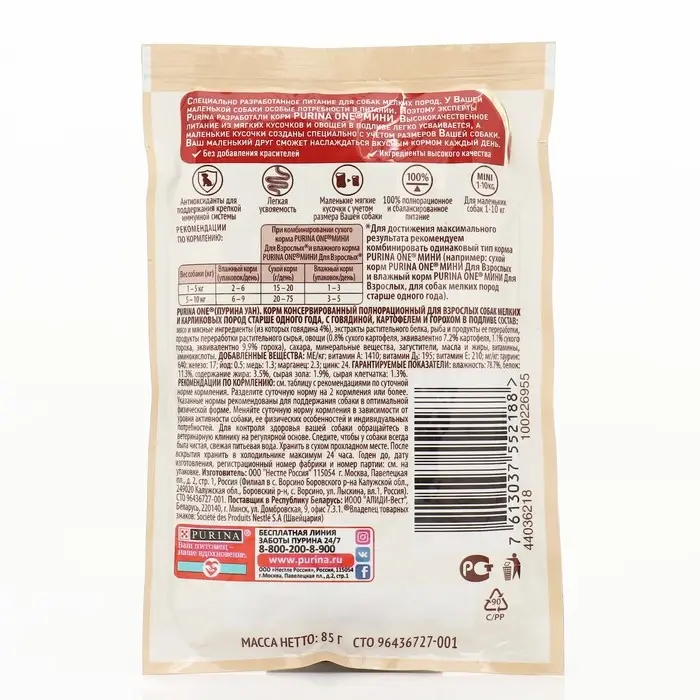 Специально разработанное питание для собак мелких пород. У Вашей
маленькой собаки особые потребности в питании. Поэтому эксперты
Purina разработали корм PURINA ONE® МИНИ. Высококачественное
питание из мягких кусочков и овощей в подливе легко усваивается, а
маленькие кусочки созданы специально с учетом размера Вашей собаки.
Ваш маленький друг сможет наслаждаться вкусным кормом каждый день.
✓ Без добавления красителей ✓ Ингредиенты высокого качества
100% MINI 1-10кг
Антиоксиданты для поддержания крепкой иммунной системы
Легкая усвояемость
Маленькие мягкие кусочки с учетом размера Вашей собаки
100% полнорационное и сбалансированное питание
Для маленьких собак 1-10 кг
РЕКОМЕНДАЦИИ
ПО КОРМЛЕНИЮ:
При комбинировании сухого
корма PURINA ONE® МИНИ
Для Взрослых* и влажного корма
PURINA ONE® МИНИ Для Взрослых*
Вес собаки (кг) Влажный корм (упаковок/день) Сухой корм (г/день) Влажный корм (упаковок/день)
1–5 кг 2–6 15–20 1–3
5–10 кг 6–9 20–75 3–5
*Для достижения максимального
результата рекомендуем
комбинировать одинаковый тип корма
PURINA ONE® МИНИ (например: сухой
корм PURINA ONE® МИНИ Для Взрослых
и влажный корм PURINA ONE® МИНИ Для
Взрослых, для собак мелких пород
старше одного года).
PURINA ONE® (ПУРИНА УАН). КОРМ КОНСЕРВИРОВАННЫЙ ПОЛНОРАЦИОННЫЙ ДЛЯ ВЗРОСЛЫХ СОБАК МЕЛКИХ
И КАРЛИКОВЫХ ПОРОД СТАРШЕ ОДНОГО ГОДА, С ГОВЯДИНОЙ, КАРТОФЕЛЕМ И ГОРОХОМ В ПОДЛИВЕ СОСТАВ:
мясо и мясные ингредиенты (из которых говядина 4%), экстракты растительного белка, рыба и продукты ее переработки,
продукты переработки растительного сырья, овощи (0.8% сухого картофеля, эквивалентно 7.2% картофеля, 1.1% сухого
гороха, эквивалентно 9.9% гороха), сахара, минеральные вещества, загустители, масла и жиры, витамины,
аминокислоты. ДОБАВЛЕННЫЕ ВЕЩЕСТВА: МЕ/кг: витамин А: 1410; витамин Д₃: 195; витамин Е: 210; мг/кг: таурин:
640; железо: 17; йод: 0.5; медь: 1.3; марганец: 2.3; цинк: 24. ГАРАНТИРУЕМЫЕ ПОКАЗАТЕЛИ: влажность: 78.7%, белок:
11.3%, содержание жира: 3.5%, сырая зола: 1.9%, сырая клетчатка: 1.3%.
РЕКОМЕНДАЦИИ ПО КОРМЛЕНИЮ: см. таблицу с рекомендациями по суточной
норме кормления. Разделите суточную норму на 2 кормления или более.
Указанные нормы рекомендованы для поддержания собаки в оптимальной
физической форме. Меняйте суточную норму кормления в зависимости от
уровня активности собаки, ее физических особенностей и индивидуальных
потребностей. Для контроля здоровья вашей собаки обращайтесь в
ветеринарную клинику на регулярной основе. Следите, чтобы у собаки всегда
была чистая, свежая питьевая вода. Хранить в сухом прохладном месте. После
вскрытия хранить в холодильнике максимум 24 часа. Годен до, дату
изготовления, регистрационный номер фабрики и номер партии: см. на
упаковке. Изготовитель: ООО "Нестле Россия" 115054 г. Москва, Павелецкая
пл., д. 2, стр. 1, Россия (Филиал в с. Ворсино Боровского р-на Калужской обл.,
249020 Калужская обл., Боровский р-н, с. Ворсино, ул. Лыскина, вл.1, Россия)
СТО 96436727-001. Поставщик в Республику Беларусь: ИООО "АЛИДИ-Вест",
Беларусь, 220140, г. Минск, ул. Домбровская, д. 9, офис 7.3.1. ®Владелец товарных
знаков: Société des Produits Nestlé S.A. (Швейцария)
7 613037 552188 >
100228955
44036218
PURINA
Ваш питомец –
наше вдохновение.
БЕСПЛАТНАЯ ЛИНИЯ
ЗАБОТЫ ПУРИНА 24/7
8-800-200-8-900
www.purina.ru
ООО «Нестле Россия», Россия, 115054
г.Москва, Павелецкая пл., д.2, стр.1
РСТ
90
C/PP
МАССА НЕТТО: 85 г СТО 96436727-001